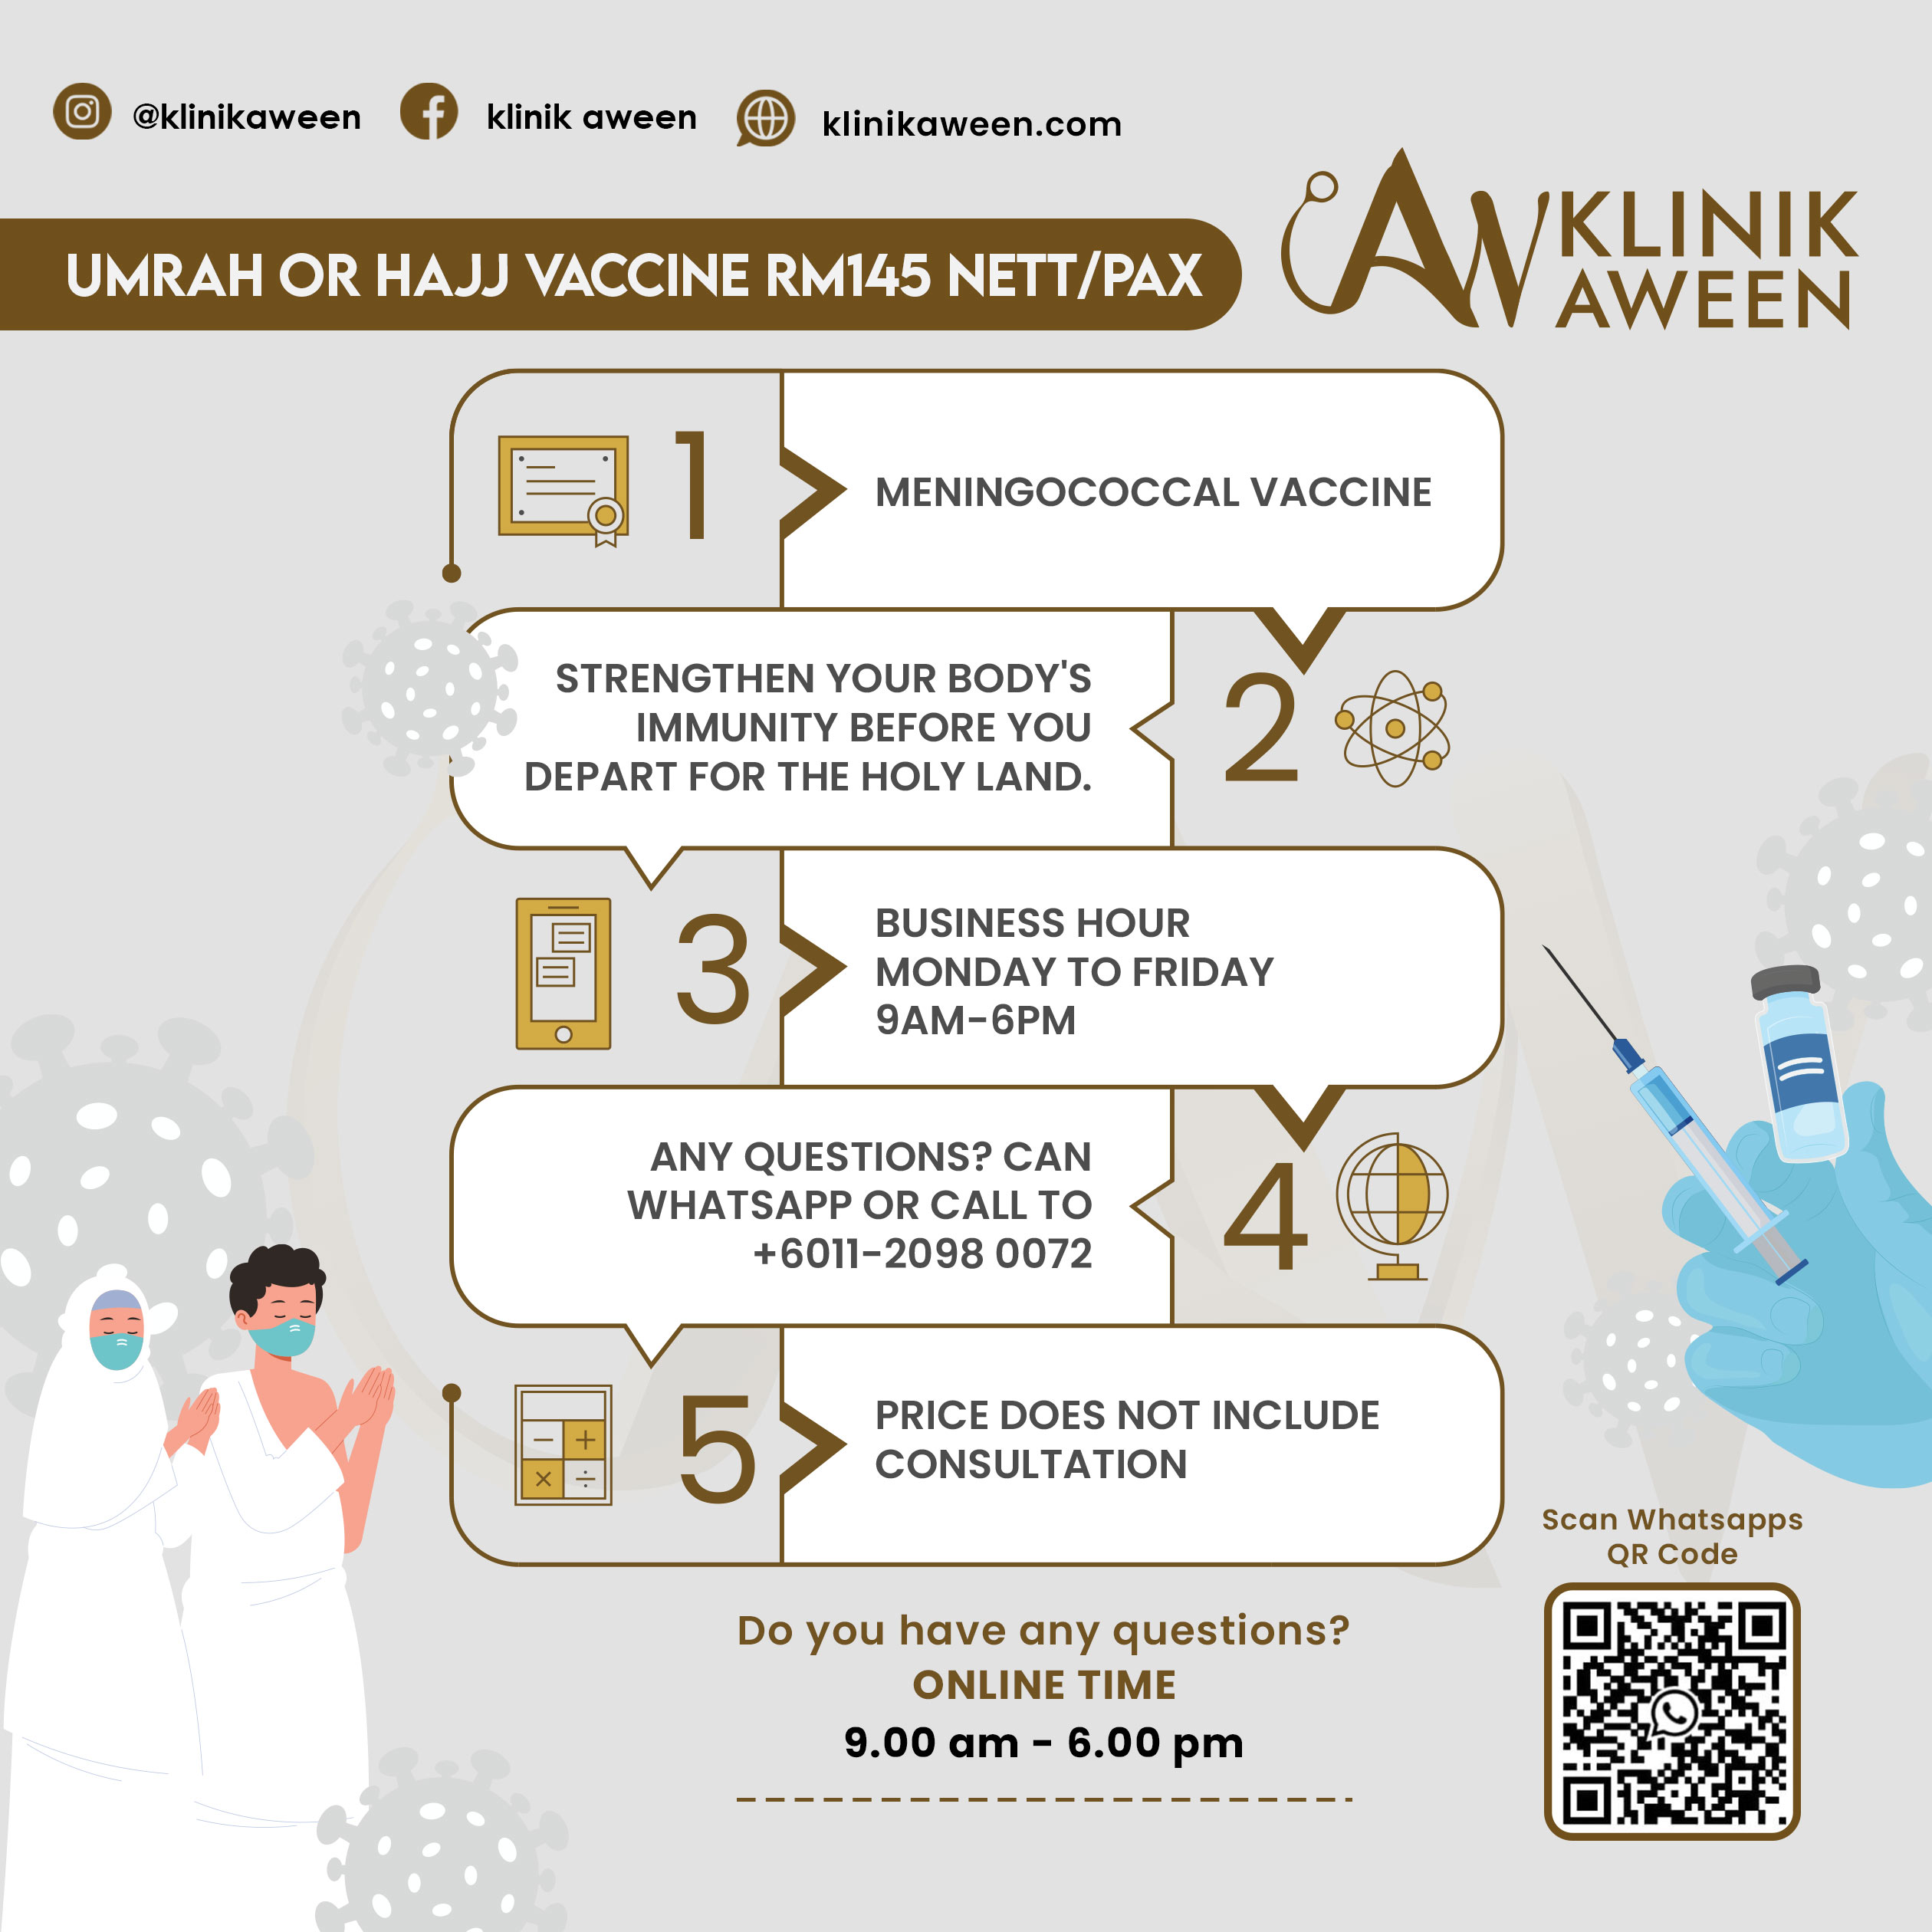 @klinikaween
klinik aween
klinikaween.com
KLINIK
AWEEN
UMRAH OR HAJJ VACCINE RM145 NETT/PAX
1
MENINGOCOCCAL VACCINE
STRENGTHEN YOUR BODY'S
IMMUNITY BEFORE YOU
DEPART FOR THE HOLY LAND.
2
3
BUSINESS HOUR
MONDAY TO FRIDAY
9AM-6PM
ANY QUESTIONS? CAN
WHATSAPP OR CALL TO
+6011-2098 0072
4
5
PRICE DOES NOT INCLUDE
CONSULTATION
Scan Whatsapps
QR Code
Do you have any questions?
ONLINE TIME
9.00 am - 6.00 pm